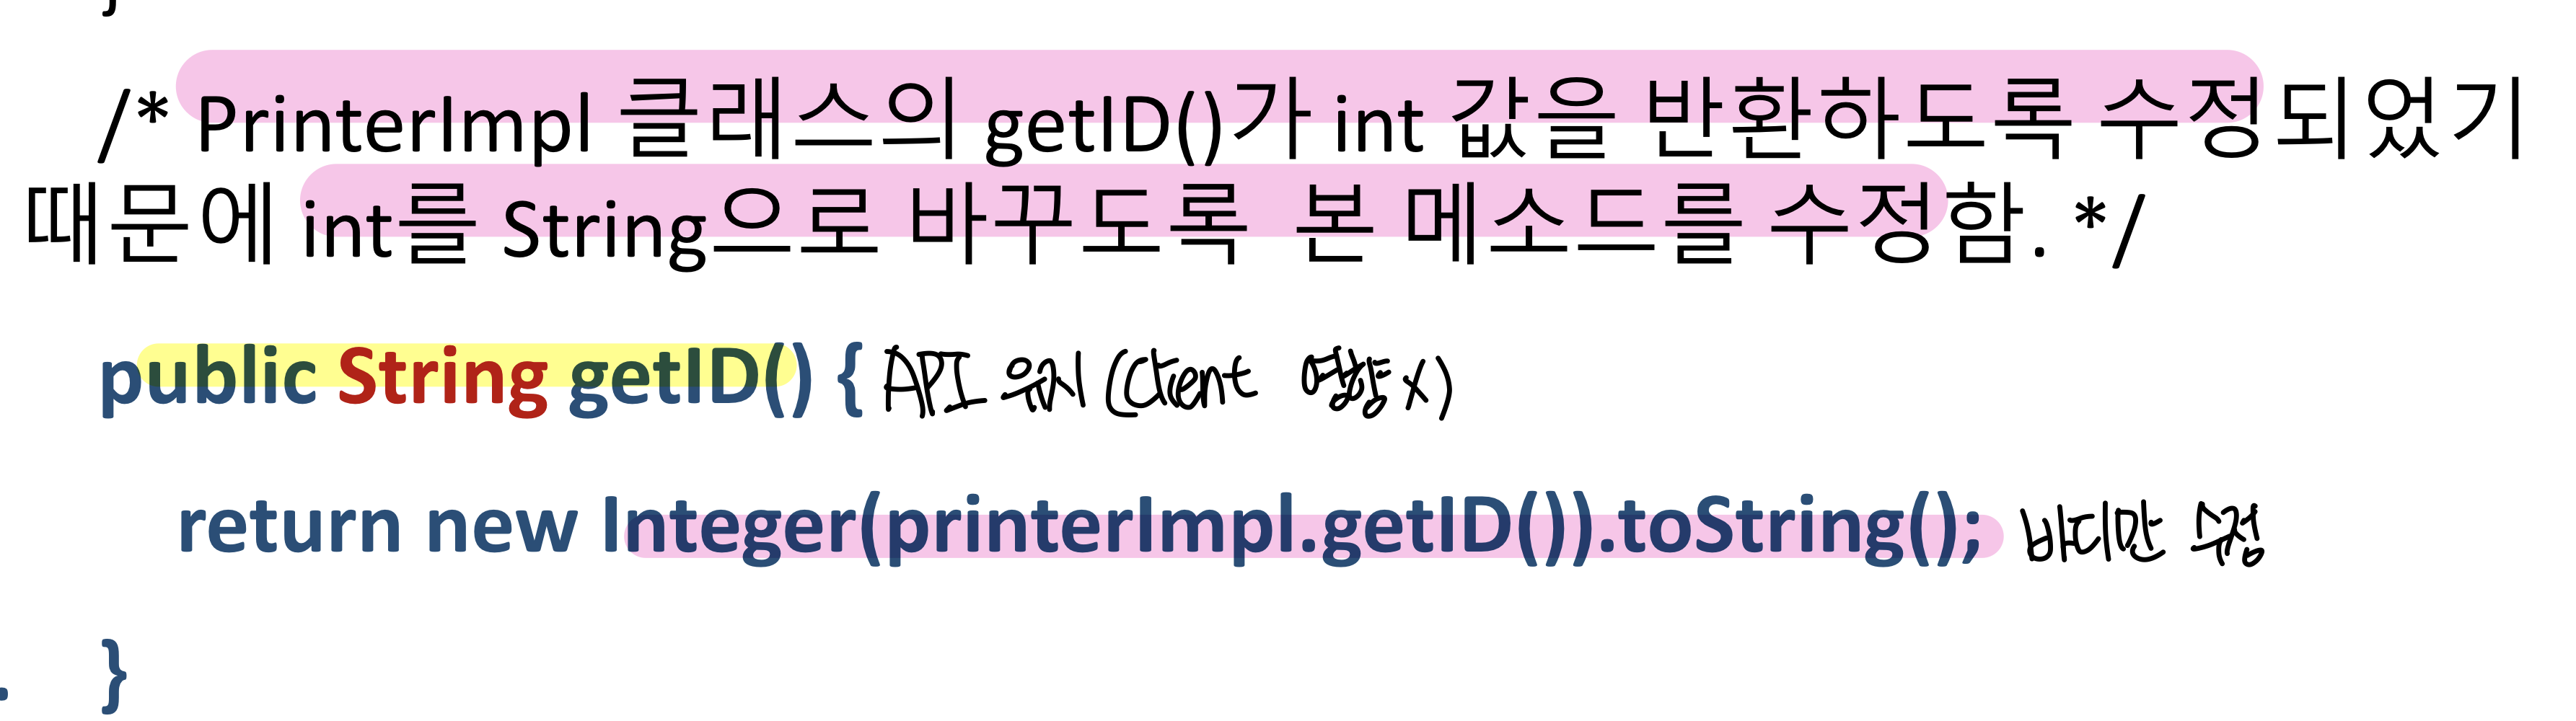 }
/* PrinterImpl 클래스의 getID()가 int 값을 반환하도록 수정되었기
때문에 int를 String으로 바꾸도록 본 메소드를 수정함. */
public String getID() { API 유지 (Client 영향 X)
return new Integer(printerImpl.getID()).toString(); 바디만 수정
. }